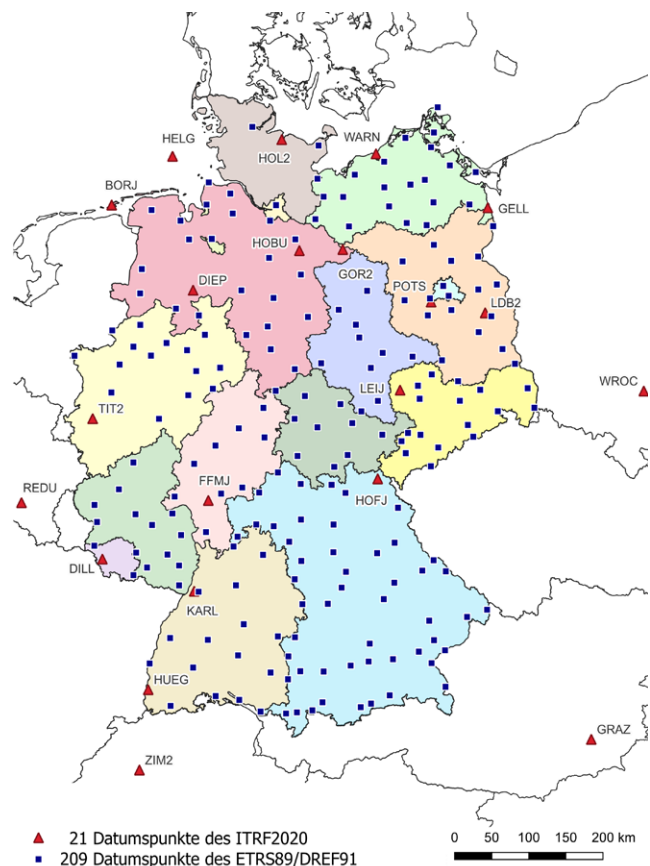 HELG
HOL2
WARN
BORJ
GELL
HOBU
GOR2
DIEP
POTS
LDB2
LEIJ
WROC
TIT2
FFMJ
HOFJ
REDU
DILL
KARL
HUEG
GRAZ
ZIM2
21 Datumspunkte des ITRF2020
209 Datumspunkte des ETRS89/DREF91
0 50 100 150 200 km